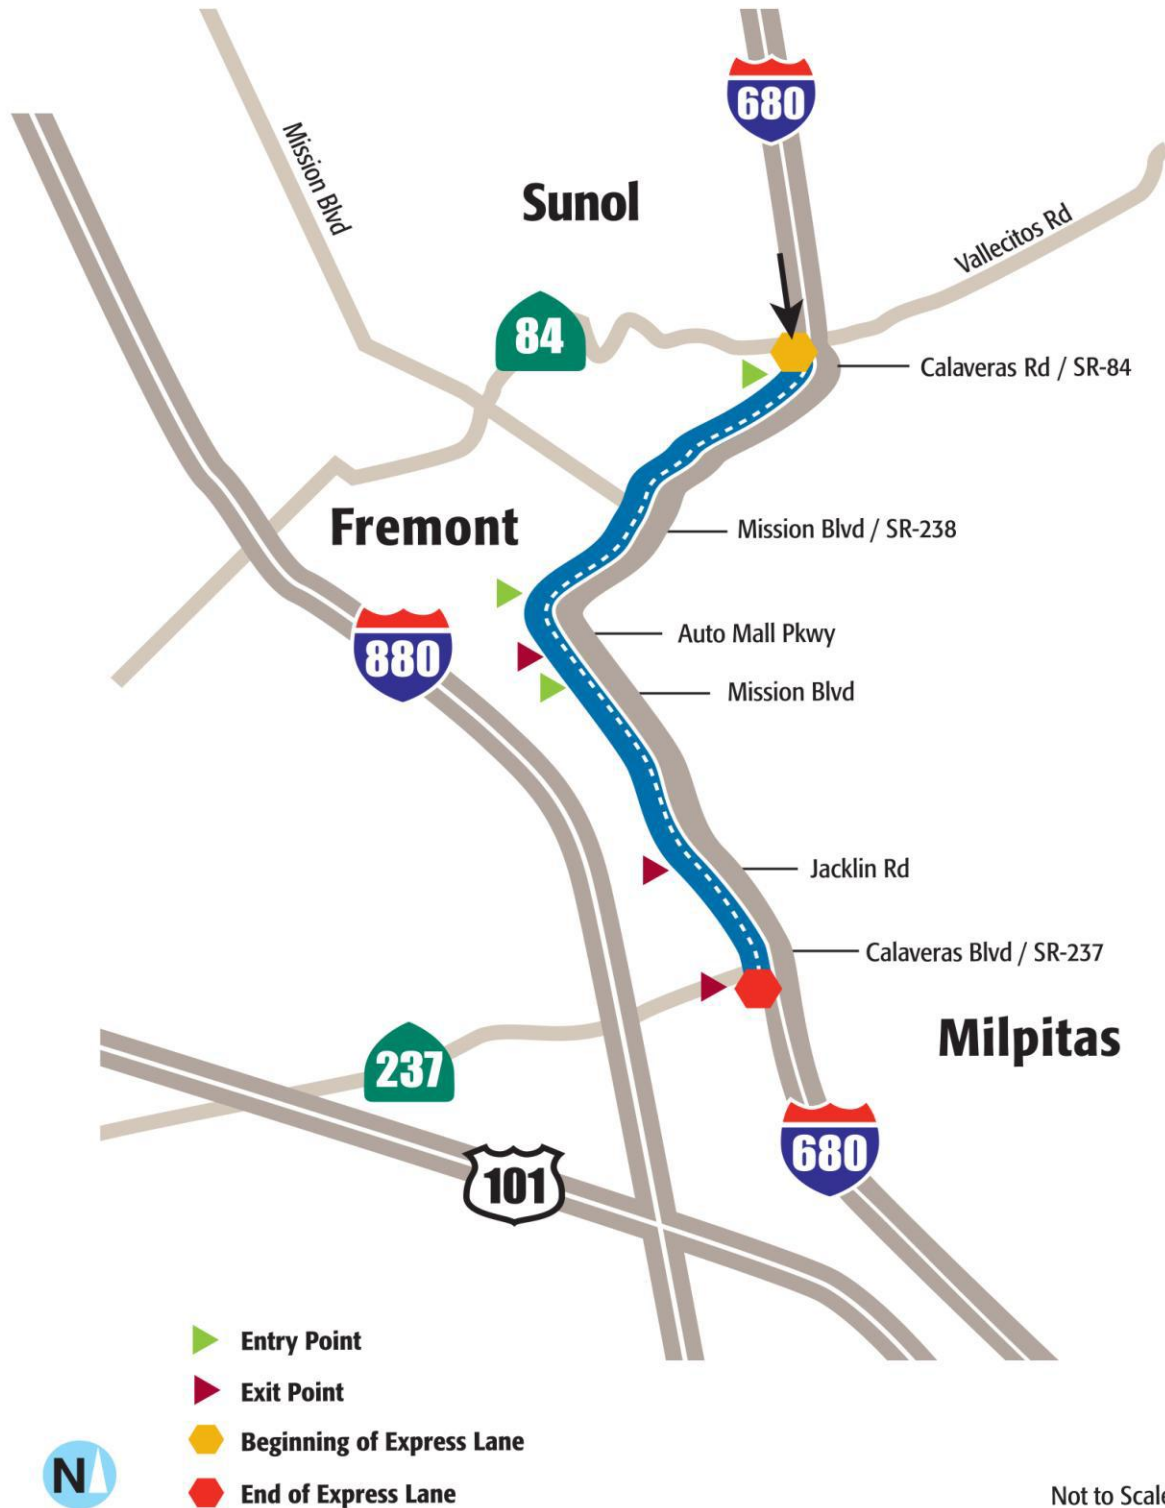 680
Mission Blvd
Sunol
Vallecitos Rd
84
Calaveras Rd / SR-84
Fremont
Mission Blvd / SR-238
880
Auto Mall Pkwy
Mission Blvd
Jacklin Rd
Calaveras Blvd / SR-237
Milpitas
237
680
101
Entry Point
Exit Point
Beginning of Express Lane
N
End of Express Lane
Not to Scale